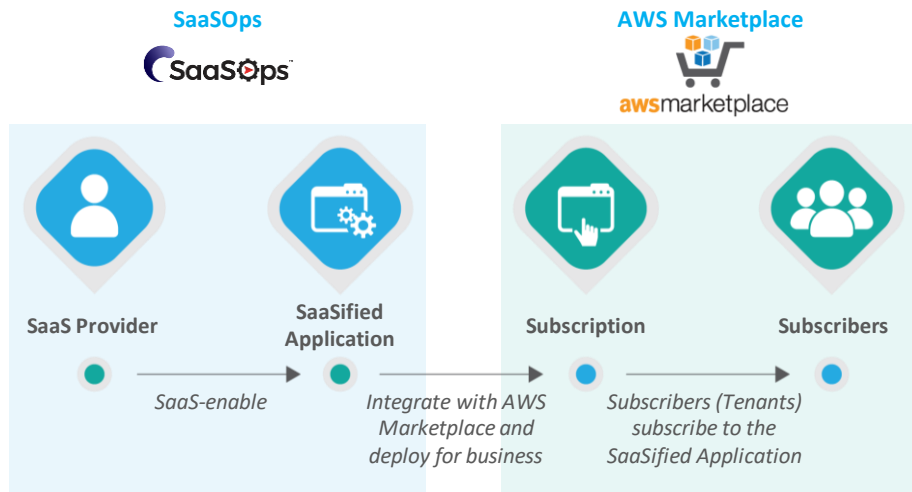 SaaSOps
AWS Marketplace
SaaSOps™
awsmarketplace
SaaS Provider
SaaSified
Application
Subscription
Subscribers
SaaS-enable
Integrate with AWS
Marketplace and
deploy for business
Subscribers (Tenants)
subscribe to the
SaaSified Application